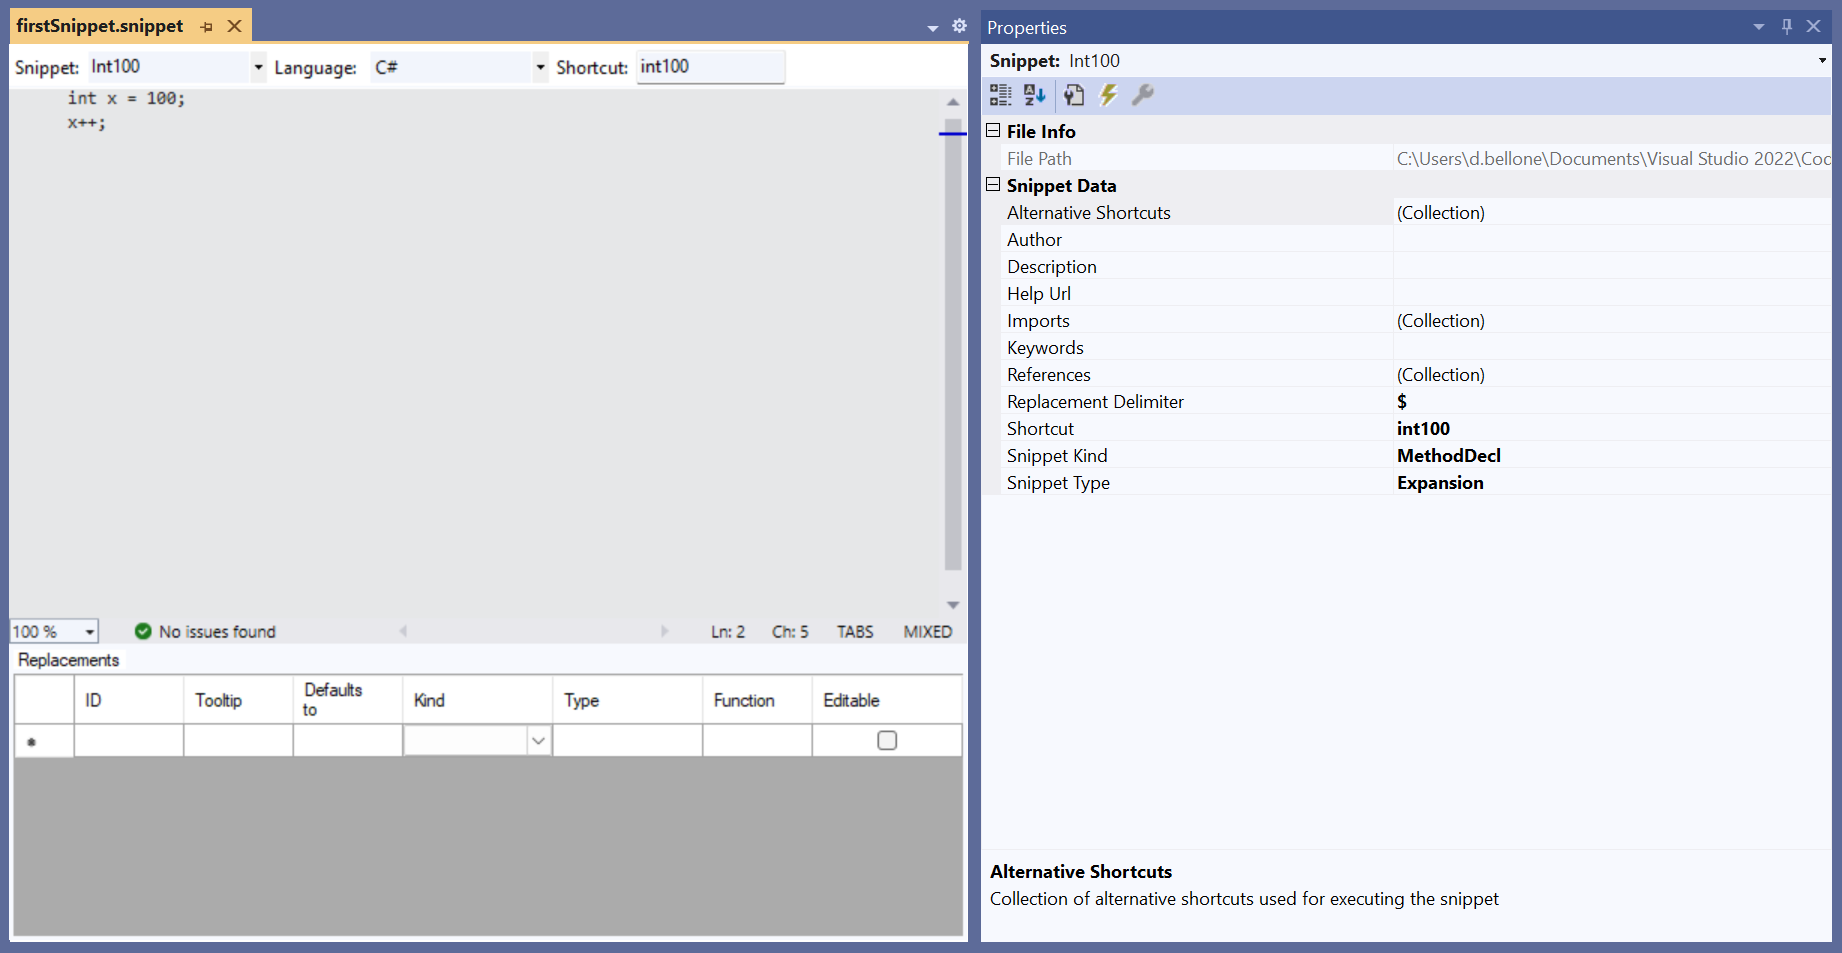 firstSnippet.snippet
Snippet: Int100 Language: C# Shortcut: int100
int x = 100;
x++;
100 % No issues found Ln: 2 Ch: 5 TABS MIXED
Replacements
ID Tooltip Defaults to Kind Type Function Editable
Properties
Snippet: Int100
File Info
File Path C:\Users\d.bellone\Documents\Visual Studio 2022\Coc
Snippet Data
Alternative Shortcuts (Collection)
Author
Description
Help Url
Imports (Collection)
Keywords
References (Collection)
Replacement Delimiter $
Shortcut int100
Snippet Kind MethodDecl
Snippet Type Expansion
Alternative Shortcuts
Collection of alternative shortcuts used for executing the snippet